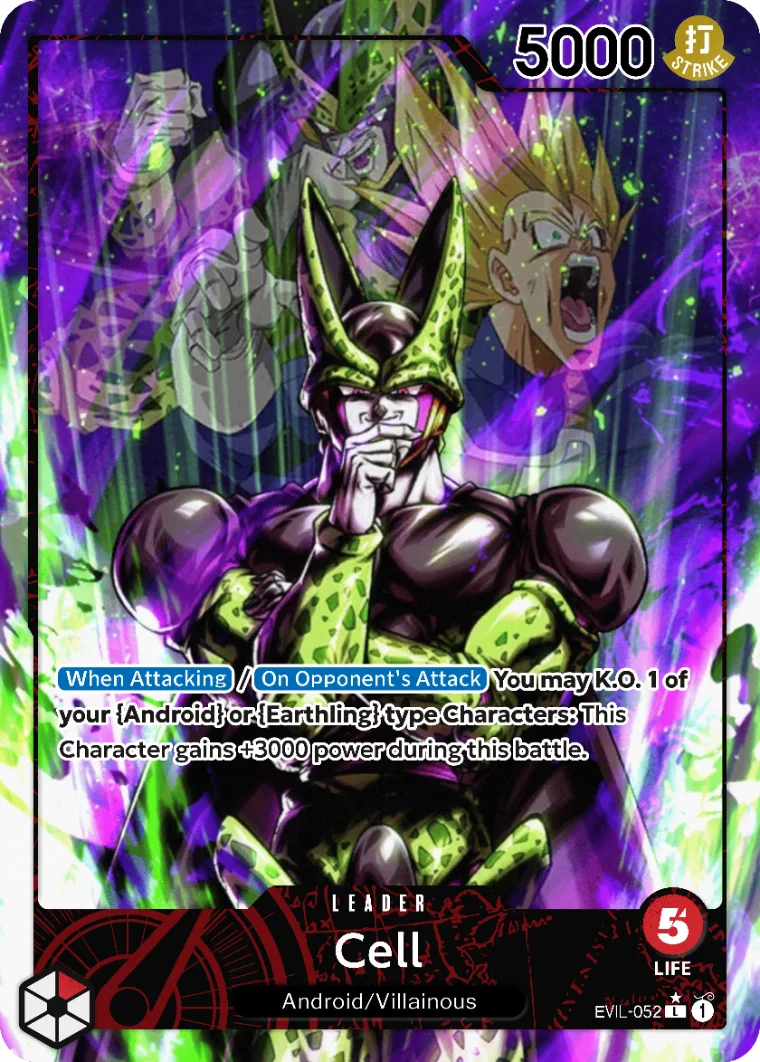 5000
打
STRIKE
When Attacking / On Opponent's Attack You may K.O. 1 of
your {Android} or {Earthling} type Characters: This
Character gains +3000 power during this battle.
LEADER
Cell
5
LIFE
Android/Villainous
EVIL-052 L 1